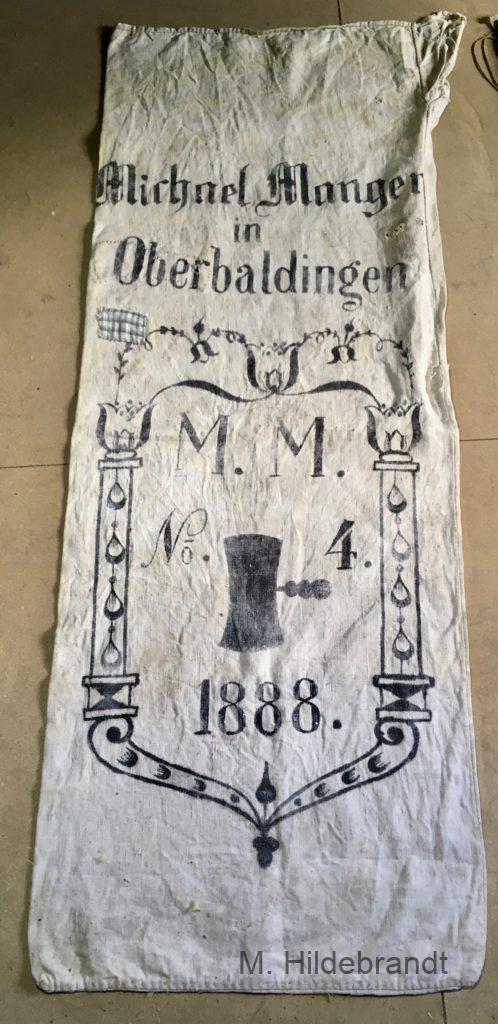 Michael Manger
in
Oberbaldingen
M. M.
No. 4.
1888.
M. Hildebrandt